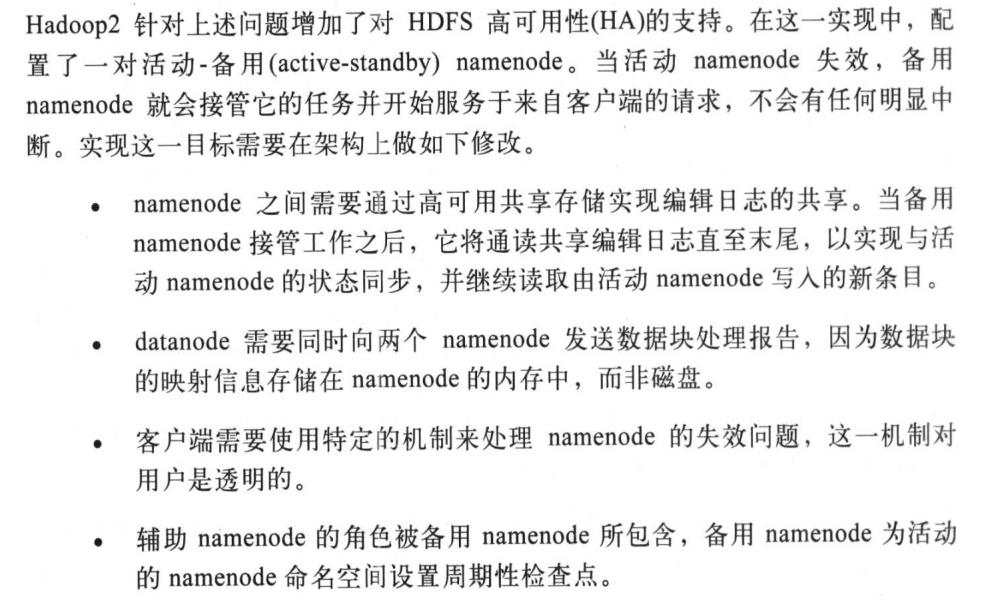 Hadoop2 针对上述问题增加了对 HDFS 高可用性(HA)的支持。在这一实现中，配
置了一对活动-备用(active-standby) namenode。当活动 namenode 失效，备用
namenode 就会接管它的任务并开始服务于来自客户端的请求，不会有任何明显中
断。实现这一目标需要在架构上做如下修改。
• namenode 之间需要通过高可用共享存储实现编辑日志的共享。当备用
namenode 接管工作之后，它将通读共享编辑日志直至末尾，以实现与活
动 namenode 的状态同步，并继续读取由活动 namenode 写入的新条目。
• datanode 需要同时向两个 namenode 发送数据块处理报告，因为数据块
的映射信息存储在 namenode 的内存中，而非磁盘。
• 客户端需要使用特定的机制来处理 namenode 的失效问题，这一机制对
用户是透明的。
• 辅助 namenode 的角色被备用 namenode 所包含，备用 namenode 为活动
的 namenode 命名空间设置周期性检查点。